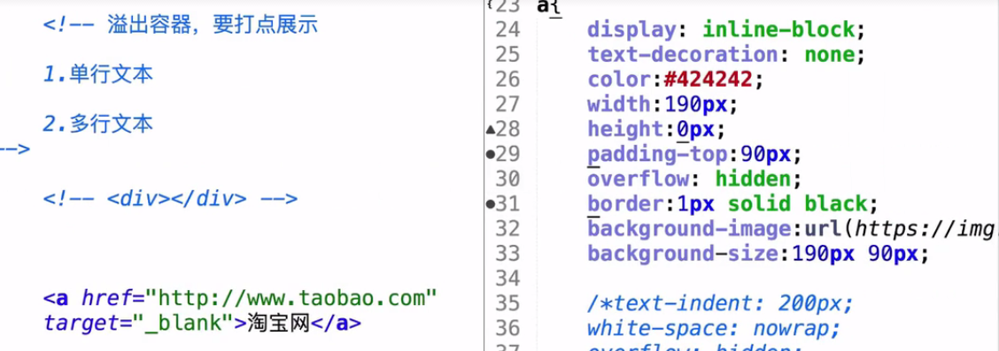 <!-- 溢出容器，要打点展示
1.单行文本
2.多行文本
-->
<!-- <div></div> -->
<a href="http://www.taobao.com"
target="_blank">淘宝网</a>
23 a{
24 display: inline-block;
25 text-decoration: none;
26 color:#424242;
27 width:190px;
28 height:0px;
29 padding-top:90px;
30 overflow: hidden;
31 border:1px solid black;
32 background-image:url(https://img
33 background-size:190px 90px;
34
35 /*text-indent: 200px;
36 white-space: nowrap;
37 overflow: hidden;